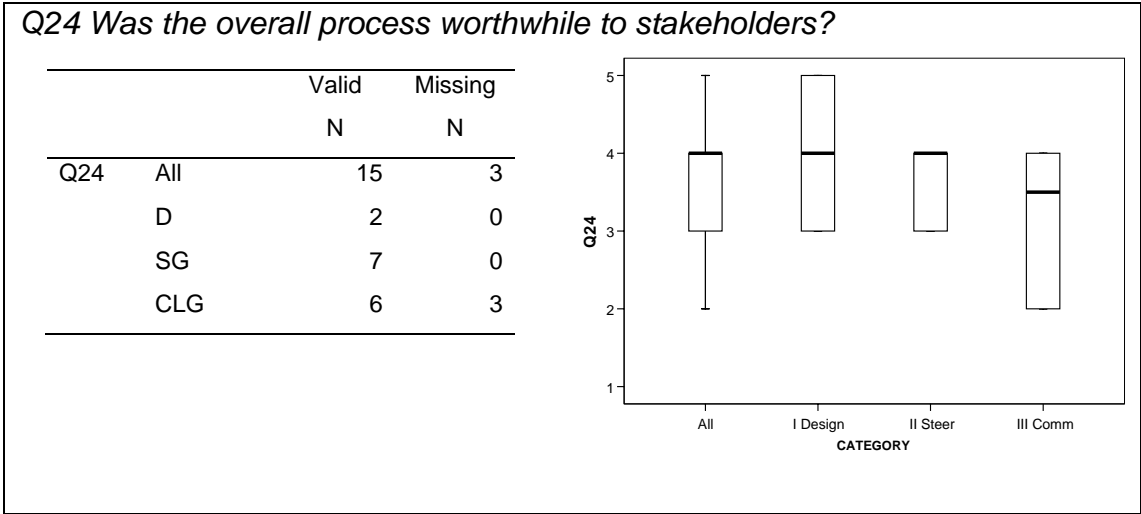 Q24 Was the overall process worthwhile to stakeholders?
Valid Missing
N N
Q24 All 15 3
D 2 0
SG 7 0
CLG 6 3
5
4
3
2
1
Q24
All I Design II Steer III Comm
CATEGORY